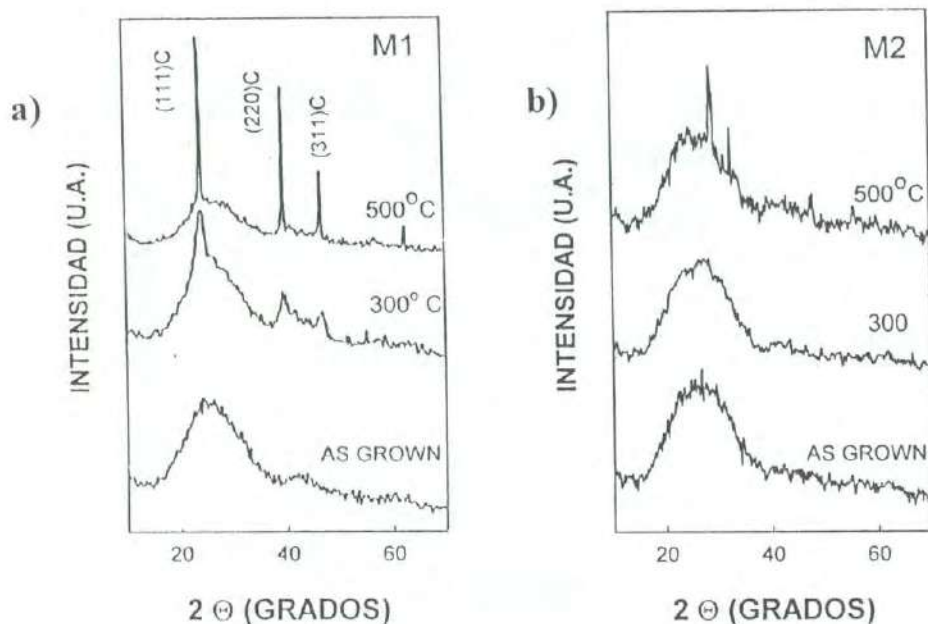 a)
M1
(111)C
(220)C
(311)C
500°C
300° C
AS GROWN
INTENSIDAD (U.A.)
20
40
60
2 Θ (GRADOS)
b)
M2
500°C
300
AS GROWN
INTENSIDAD (U.A.)
20
40
60
2 Θ (GRADOS)